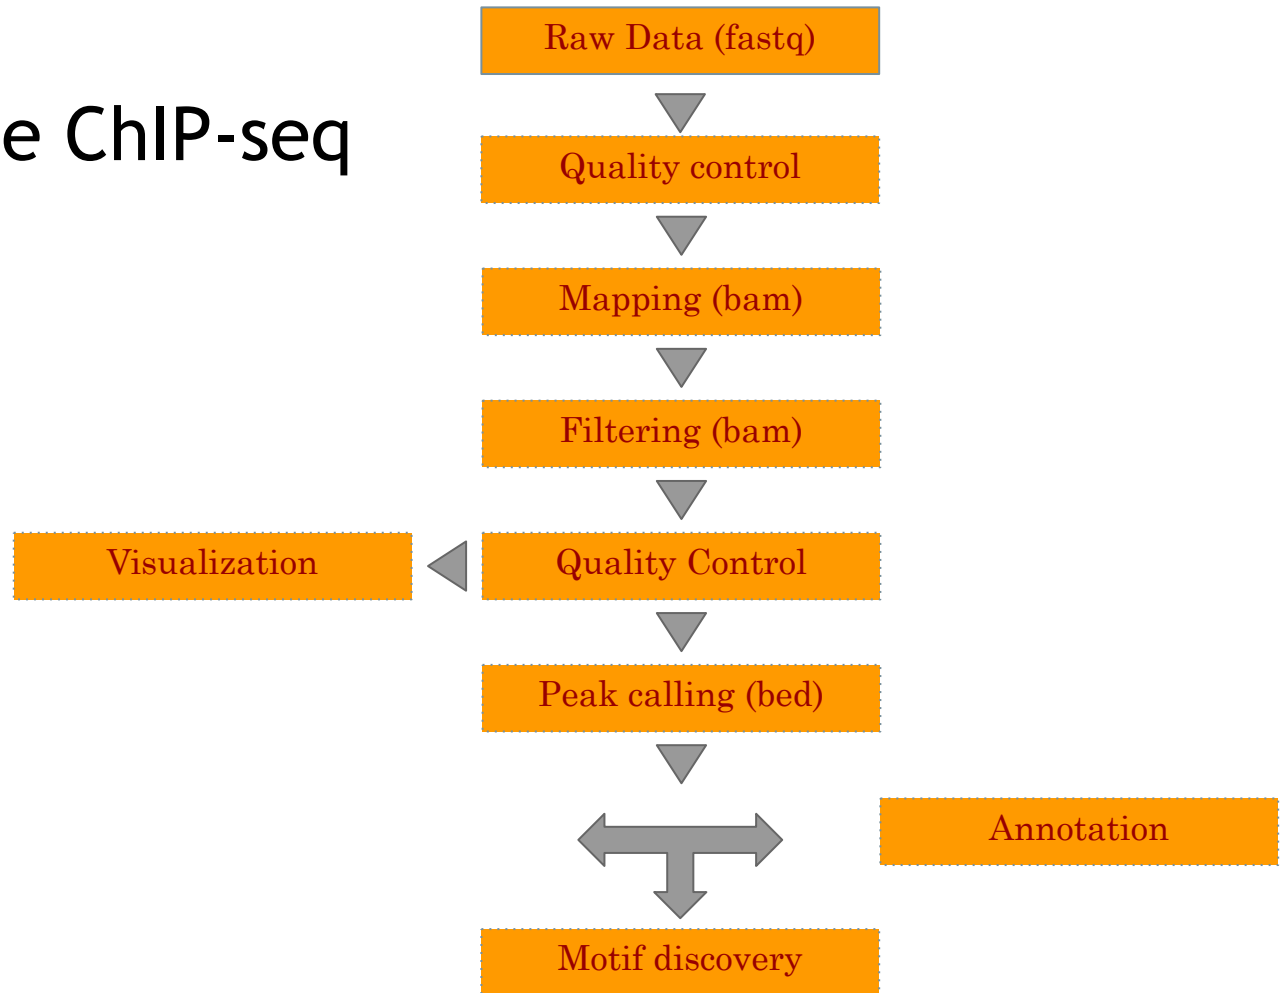 Raw Data (fastq)
e ChIP-seq
Quality control
Mapping (bam)
Filtering (bam)
Visualization
Quality Control
Peak calling (bed)
Annotation
Motif discovery